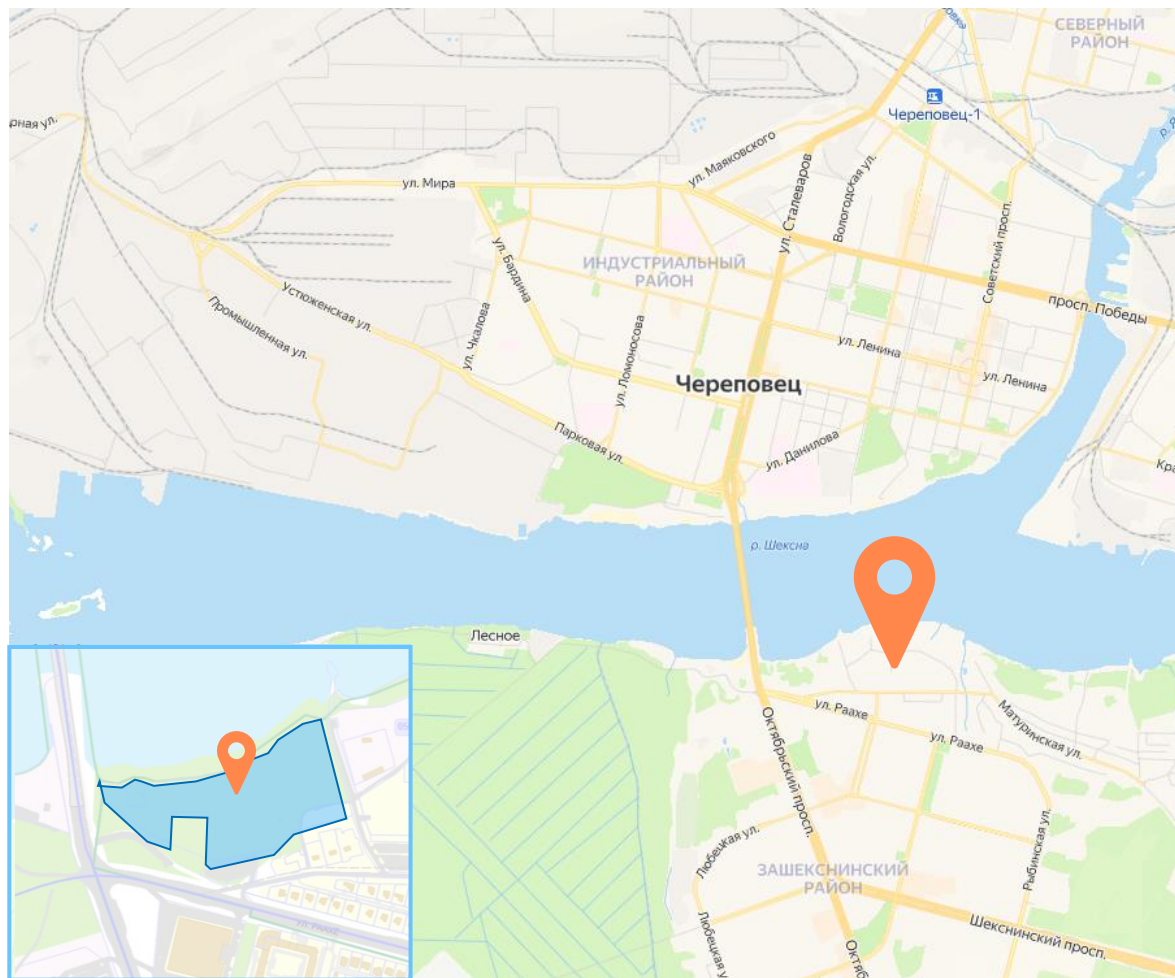 СЕВЕРНЫЙ
РАЙОН
Череповец-1
ул. Маяковского
ул. Мира
ул. Сталеваров
Вологодская ул.
Советский просп.
ИНДУСТРИАЛЬНЫЙ
РАЙОН
ул. Бардина
Устюженская ул.
Промышленная ул.
ул. Чкалова
ул. Ломоносова
просп. Победы
ул. Ленина
ул. Ленина
Череповец
Парковая ул.
ул. Данилова
р. Шексна
Лесное
ул. Раахе
ул. Раахе
Матуринская ул.
Октябрьский просп.
Любецкая ул.
Рыбинская ул.
ЗАШЕКСНИНСКИЙ
РАЙОН
Шекснинский просп.
Любецкая у
Октябр
ул. Раахе